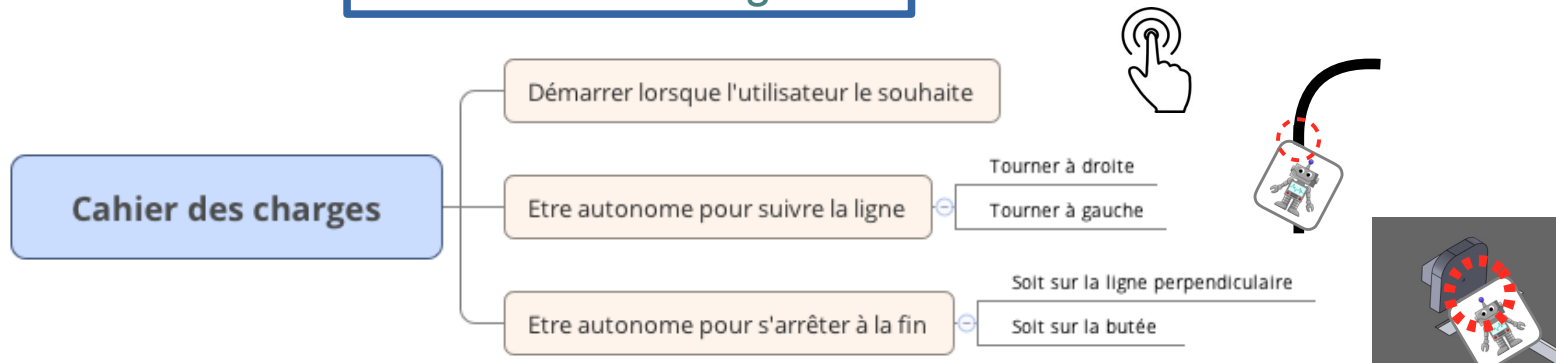 Cahier des charges
Démarrer lorsque l'utilisateur le souhaite
Etre autonome pour suivre la ligne
Tourner à droite
Tourner à gauche
Etre autonome pour s'arrêter à la fin
Soit sur la ligne perpendiculaire
Soit sur la butée